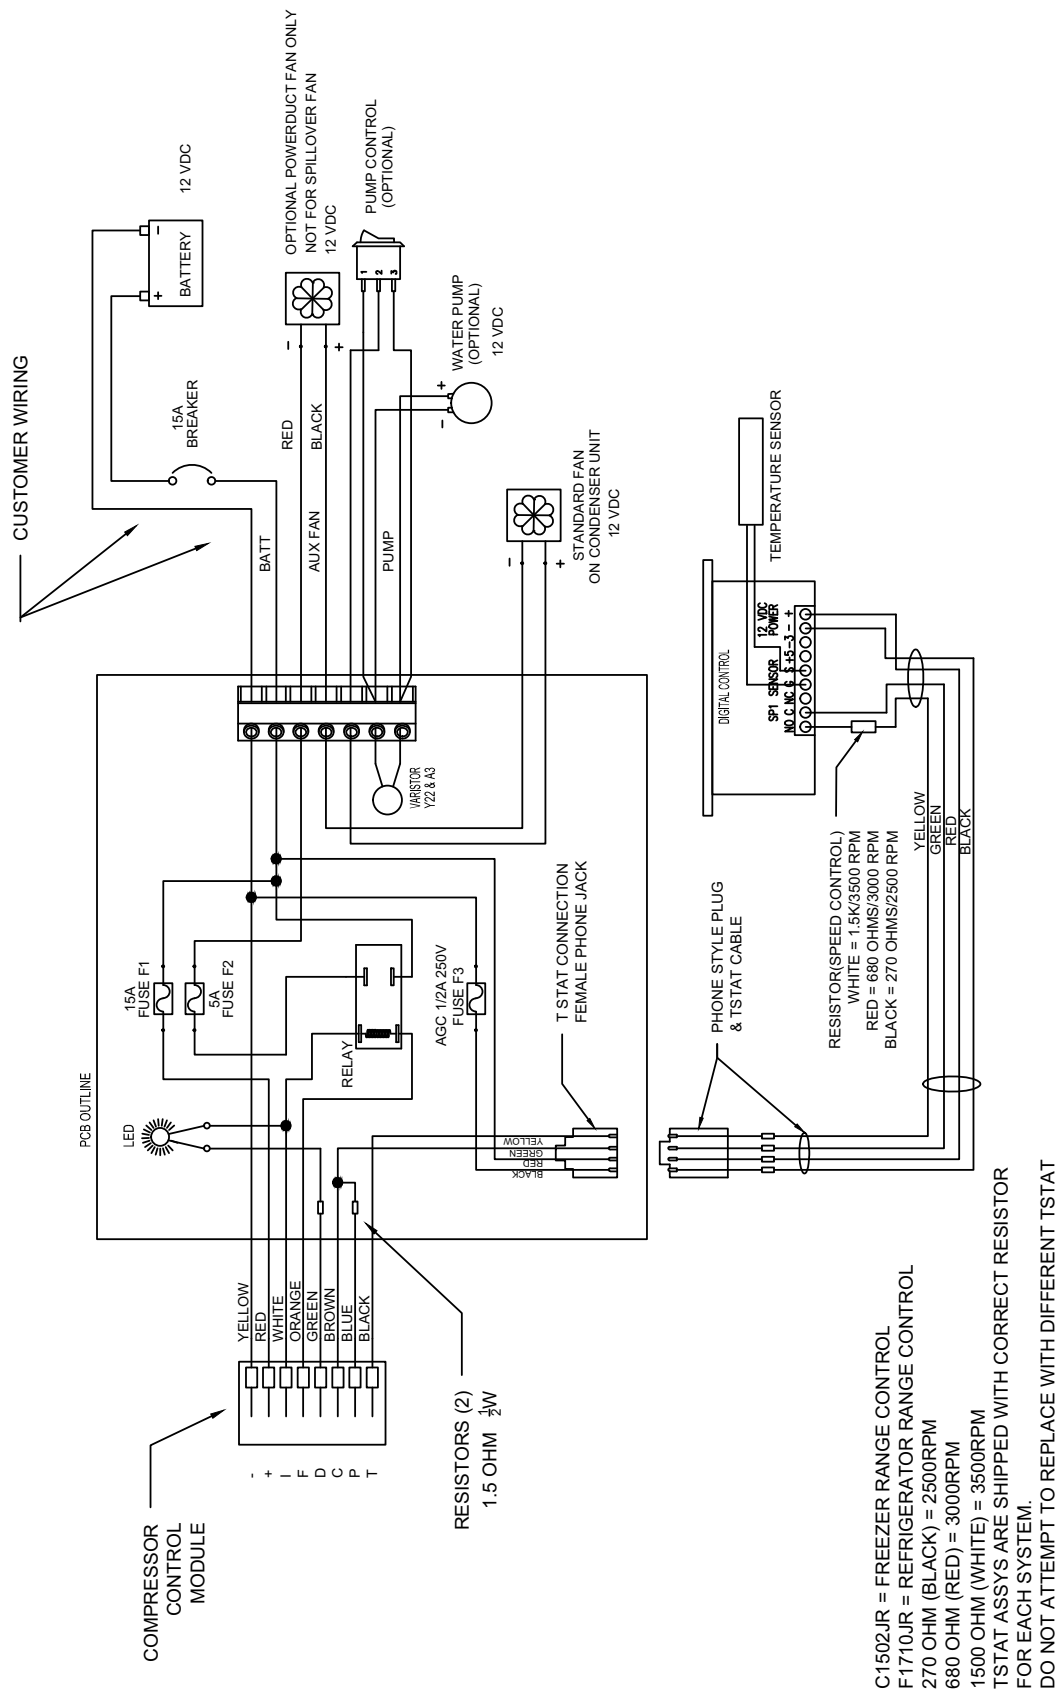 CUSTOMER WIRING
12 VDC
BATTERY
-
+
15A
BREAKER
OPTIONAL POWERDUCT FAN ONLY
NOT FOR SPILLOVER FAN
12 VDC
-
+
RED
BLACK
PUMP CONTROL
(OPTIONAL)
1
2
3
WATER PUMP
(OPTIONAL)
12 VDC
+
-
STANDARD FAN
ON CONDENSER UNIT
12 VDC
-
+
BATT
AUX FAN
PUMP
VARISTOR
Y22 & A3
PCB OUTLINE
15A
FUSE F1
5A
FUSE F2
LED
RELAY
AGC 1/2A 250V
FUSE F3
T STAT CONNECTION
FEMALE PHONE JACK
YELLOW
GREEN
RED
BLACK
COMPRESSOR
CONTROL
MODULE
-
+
I
F
D
C
P
T
YELLOW
RED
WHITE
ORANGE
GREEN
BROWN
BLUE
BLACK
RESISTORS (2)
1.5 OHM 1/2W
PHONE STYLE PLUG
& TSTAT CABLE
RESISTOR(SPEED CONTROL)
WHITE = 1.5K/3500 RPM
RED = 680 OHMS/3000 RPM
BLACK = 270 OHMS/2500 RPM
YELLOW
GREEN
RED
BLACK
DIGITAL CONTROL
12 VDC
SP1 SENSOR POWER
NO C NC G S +5 -3 - +
TEMPERATURE SENSOR
C1502JR = FREEZER RANGE CONTROL
F1710JR = REFRIGERATOR RANGE CONTROL
270 OHM (BLACK) = 2500RPM
680 OHM (RED) = 3000RPM
1500 OHM (WHITE) = 3500RPM
TSTAT ASSYS ARE SHIPPED WITH CORRECT RESISTOR
FOR EACH SYSTEM.
DO NOT ATTEMPT TO REPLACE WITH DIFFERENT TSTAT